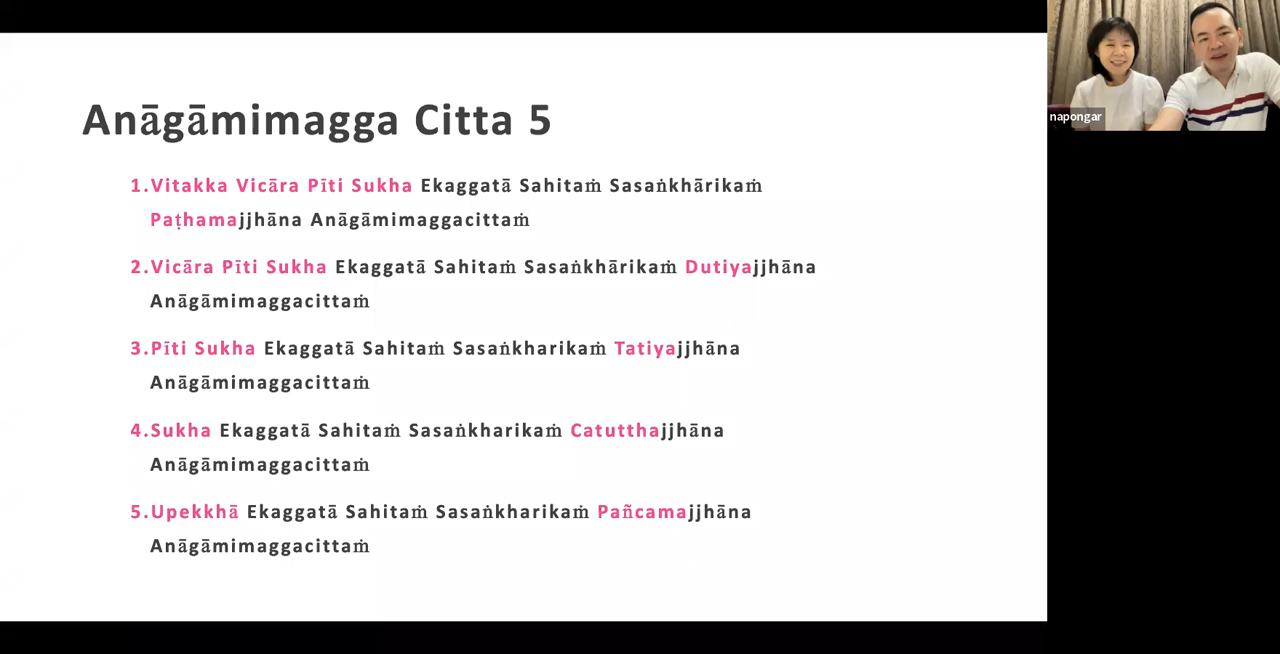 Anāgāmimagga Citta 5
1.Vitakka Vicāra Pīti Sukha Ekaggatā Sahitaṁ Sasaṅkhārikaṁ
Paṭhamajjhāna Anāgāmimaggacittaṁ
2.Vicāra Pīti Sukha Ekaggatā Sahitaṁ Sasaṅkhārikaṁ Dutiyajjhāna
Anāgāmimaggacittaṁ
3.Pīti Sukha Ekaggatā Sahitaṁ Sasaṅkharikaṁ Tatiyajjhāna
Anāgāmimaggacittaṁ
4.Sukha Ekaggatā Sahitaṁ Sasaṅkharikaṁ Catutthajjhāna
Anāgāmimaggacittaṁ
5.Upekkhā Ekaggatā Sahitaṁ Sasaṅkharikaṁ Pañcamajjhāna
Anāgāmimaggacittaṁ
napongar